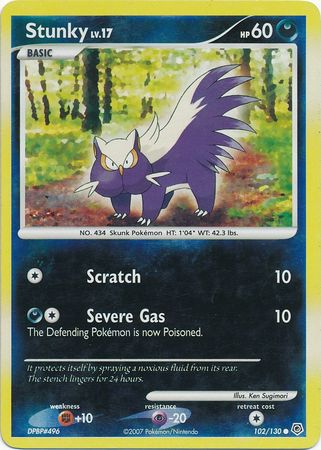 Stunky LV.17 HP 60
BASIC
NO. 434 Skunk Pokémon HT: 1'04" WT: 42.3 lbs.
Scratch 10
Severe Gas 10
The Defending Pokémon is now Poisoned.
It protects itself by spraying a noxious fluid from its rear.
The stench lingers for 24 hours.
Illus. Ken Sugimori
weakness resistance retreat cost
+10 -20
DPBP#496 ©2007 Pokémon/Nintendo 102/130